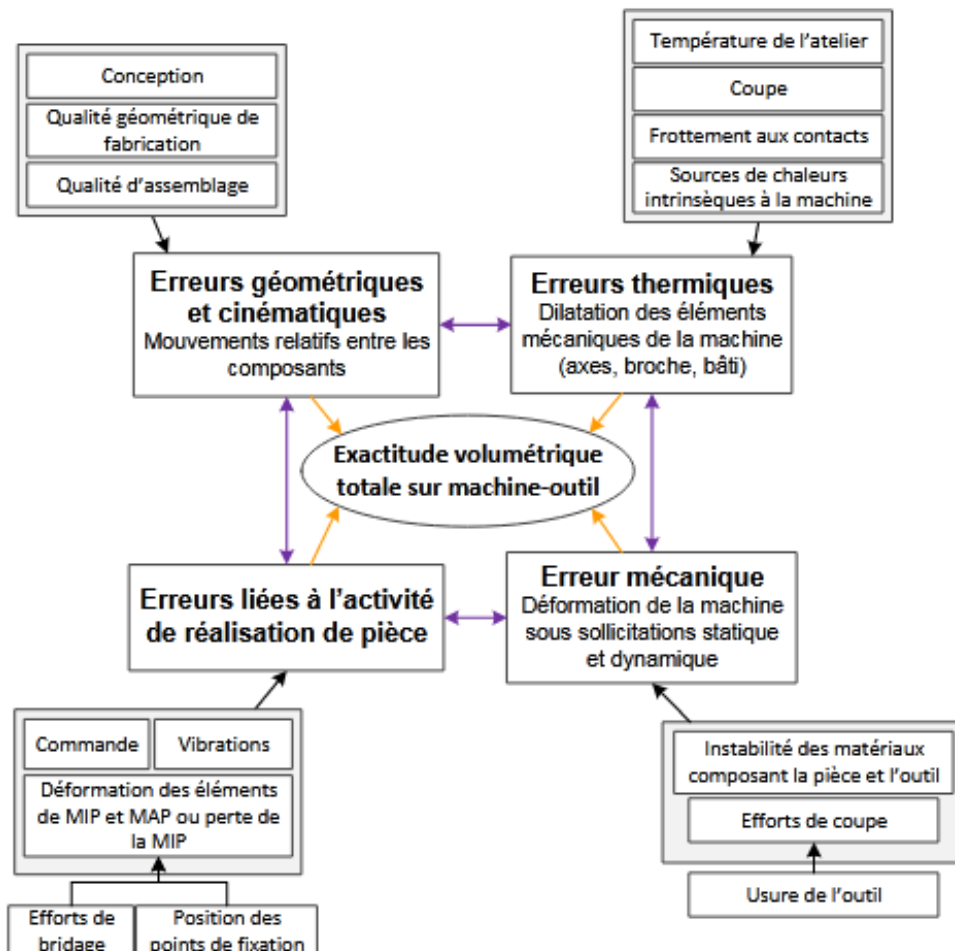 Conception
Qualité géométrique de
fabrication
Qualité d'assemblage
Température de l'atelier
Coupe
Frottement aux contacts
Sources de chaleurs
intrinsèques à la machine
Erreurs géométriques
et cinématiques
Mouvements relatifs entre les
composants
Erreurs thermiques
Dilatation des éléments
mécaniques de la machine
(axes, broche, bâti)
Exactitude volumétrique
totale sur machine-outil
Erreurs liées à l'activité
de réalisation de pièce
Erreur mécanique
Déformation de la machine
sous sollicitations statique
et dynamique
Commande
Vibrations
Déformation des éléments
de MIP et MAP ou perte de
la MIP
Efforts de
bridage
Position des
points de fixation
Instabilité des matériaux
composant la pièce et l'outil
Efforts de coupe
Usure de l'outil